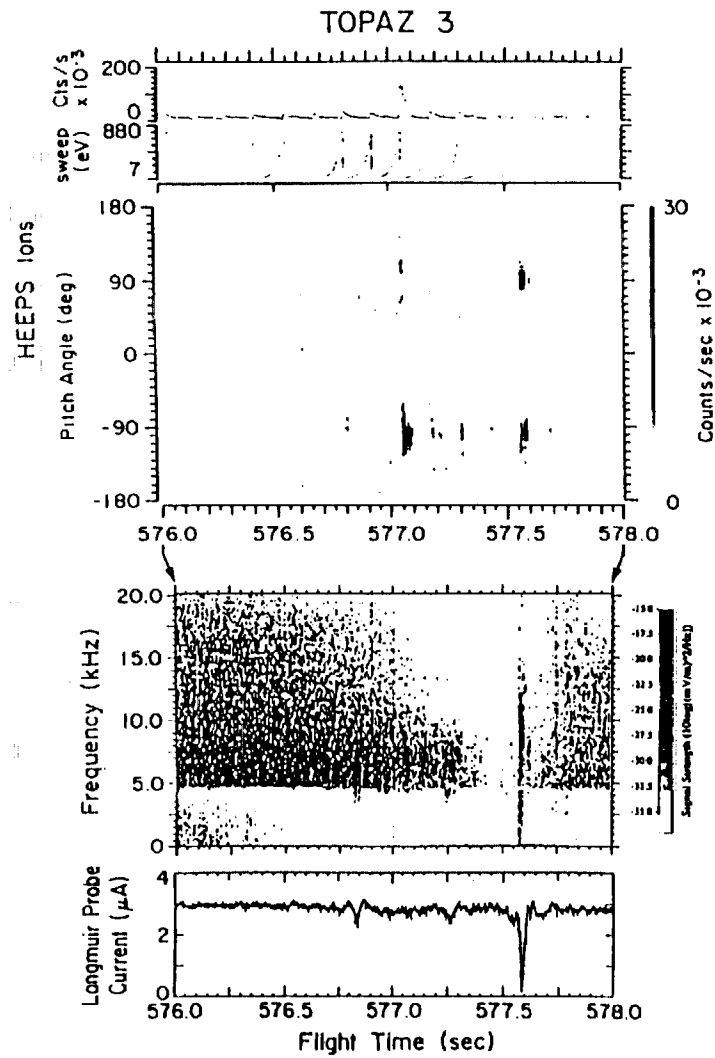 TOPAZ 3
Cts/s
x 10⁻³
200
0
sweep
(eV)
880
7
HEEPS Ions
Pitch Angle (deg)
180
90
0
-90
-180
30
0
Counts/sec x 10⁻³
576.0 576.5 577.0 577.5 578.0
Frequency (kHz)
20.0
15.0
10.0
5.0
0
Longmuir Probe
Current (μA)
4
2
0
576.0 576.5 577.0 577.5 578.0
Flight Time (sec)